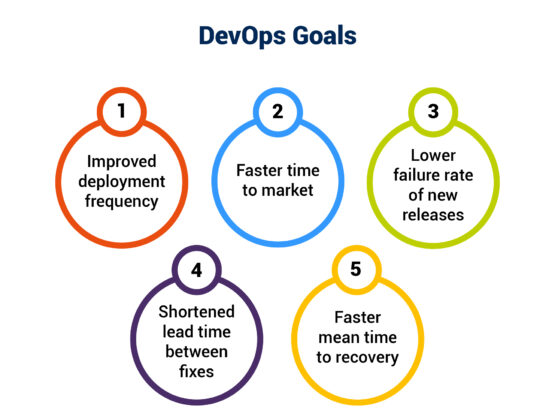 DevOps Goals
1
Improved
deployment
frequency
2
Faster time
to market
3
Lower
failure rate
of new
releases
4
Shortened
lead time
between
fixes
5
Faster
mean time
to recovery